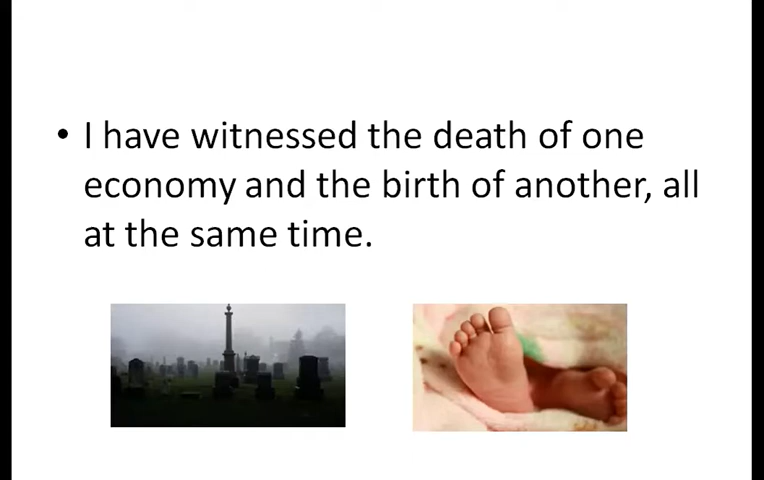 • I have witnessed the death of one
economy and the birth of another, all
at the same time.